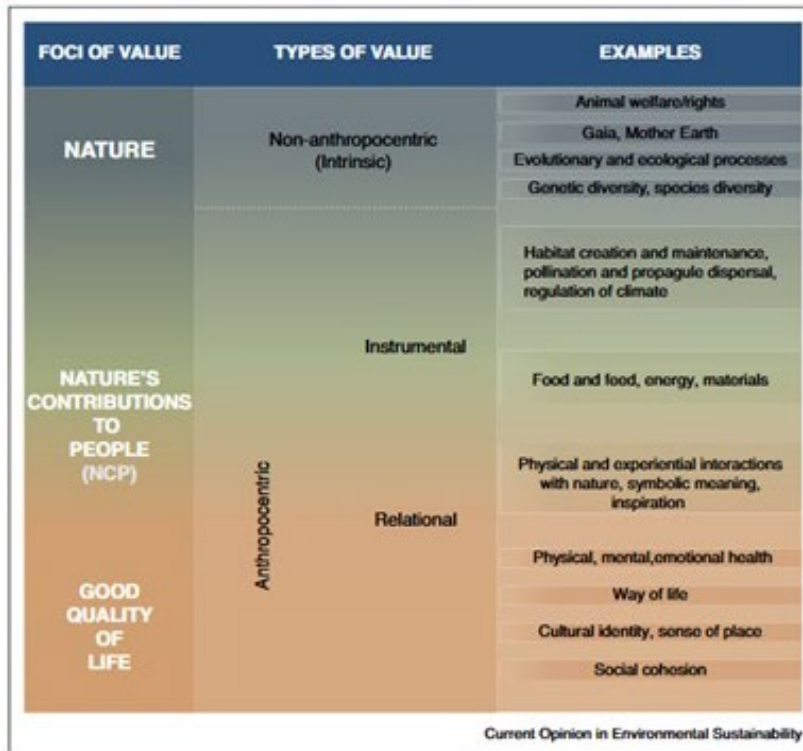 FOCI OF VALUE
TYPES OF VALUE
EXAMPLES
NATURE
Non-anthropocentric
(Intrinsic)
Animal welfare/rights
Gaia, Mother Earth
Evolutionary and ecological processes
Genetic diversity, species diversity
NATURE'S
CONTRIBUTIONS
TO
PEOPLE
(NCP)
Anthropocentric
Instrumental
Habitat creation and maintenance,
pollination and propagule dispersal,
regulation of climate
Food and feed, energy, materials
Relational
Physical and experiential interactions
with nature, symbolic meaning,
inspiration
GOOD
QUALITY
OF
LIFE
Physical, mental,emotional health
Way of life
Cultural identity, sense of place
Social cohesion
Current Opinion in Environmental Sustainability